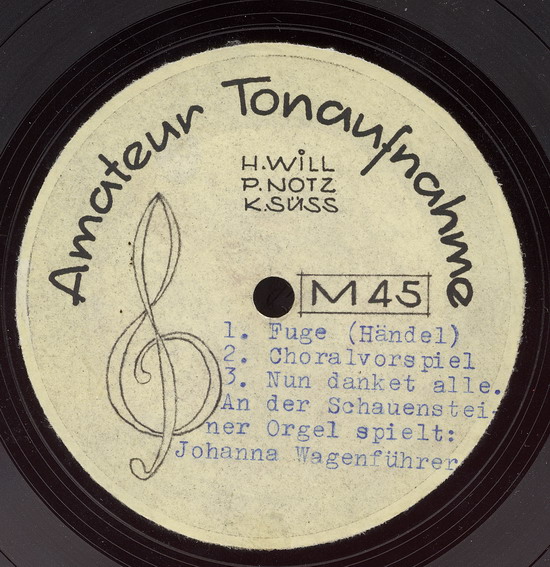 Amateur Tonaufnahme
H. WiLL
P. NOTZ
K. SÜSS
M 45
1. Fuge (Händel)
2. Choralvorspiel
3. Nun danket alle.
An der Schauenstei-
ner Orgel spielt:
Johanna Wagenführer